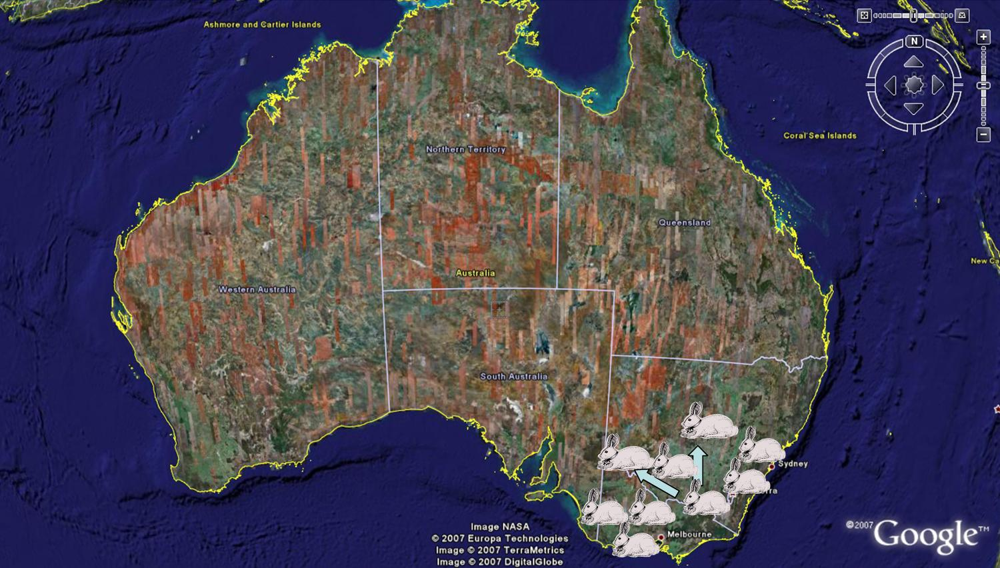 Ashmore and Cartier Islands
N
Coral Sea Islands
Northern Territory
Queensland
New Ca
Australia
Western Australia
South Australia
Sydney
rra
Melbourne
Image NASA
© 2007 Europa Technologies
Image © 2007 TerraMetrics
Image © 2007 DigitalGlobe
©2007 Google™